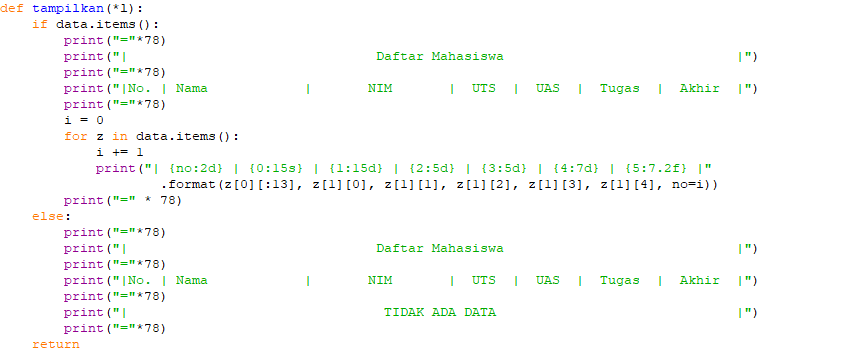 def tampilkan(*l):
    if data.items():
        print("="*78)
        print("|                               Daftar Mahasiswa                             |")
        print("="*78)
        print("|No. | Nama            |       NIM       |  UTS  |  UAS  |  Tugas  |  Akhir  |")
        print("="*78)
        i = 0
        for z in data.items():
            i += 1
            print("| {no:2d} | {0:15s} | {1:15d} | {2:5d} | {3:5d} | {4:7d} | {5:7.2f} |"
                    .format(z[0][:13], z[1][0], z[1][1], z[1][2], z[1][3], z[1][4], no=i))
        print("=" * 78)
    else:
        print("="*78)
        print("|                               Daftar Mahasiswa                             |")
        print("="*78)
        print("|No. | Nama            |       NIM       |  UTS  |  UAS  |  Tugas  |  Akhir  |")
        print("="*78)
        print("|                                TIDAK ADA DATA                              |")
        print("="*78)
    return